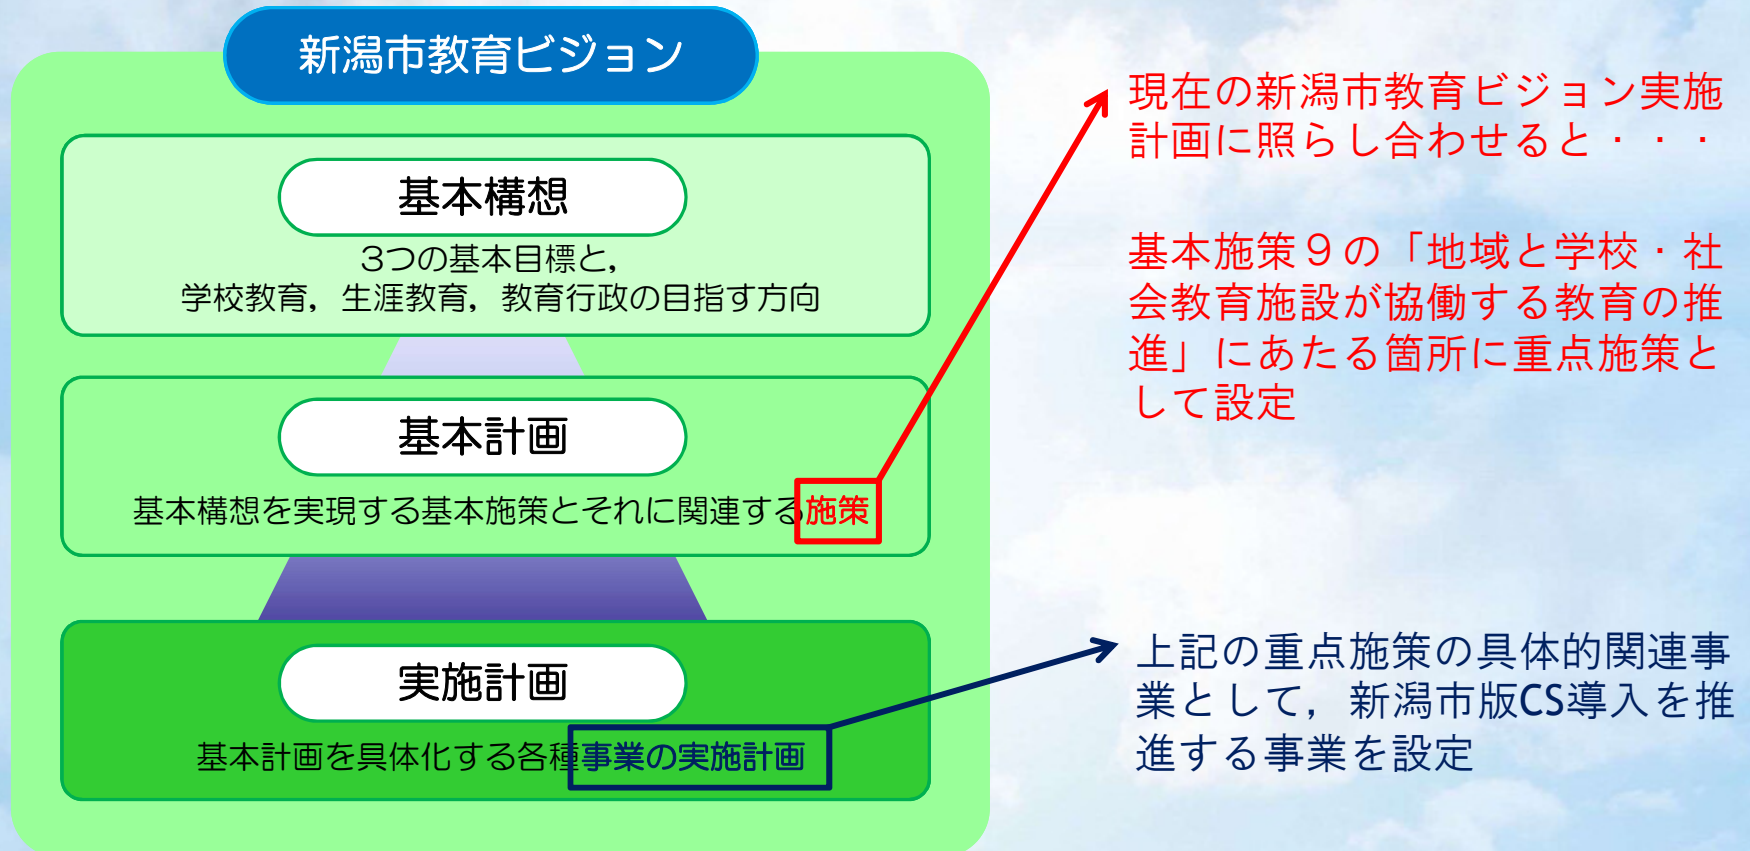 新潟市教育ビジョン
基本構想
3つの基本目標と,
学校教育，生涯教育，教育行政の目指す方向
基本計画
基本構想を実現する基本施策とそれに関連する施策
実施計画
基本計画を具体化する各種事業の実施計画
現在の新潟市教育ビジョン実施
計画に照らし合わせると・・・
基本施策９の「地域と学校・社
会教育施設が協働する教育の推
進」にあたる箇所に重点施策と
して設定
上記の重点施策の具体的関連事
業として，新潟市版CS導入を推
進する事業を設定